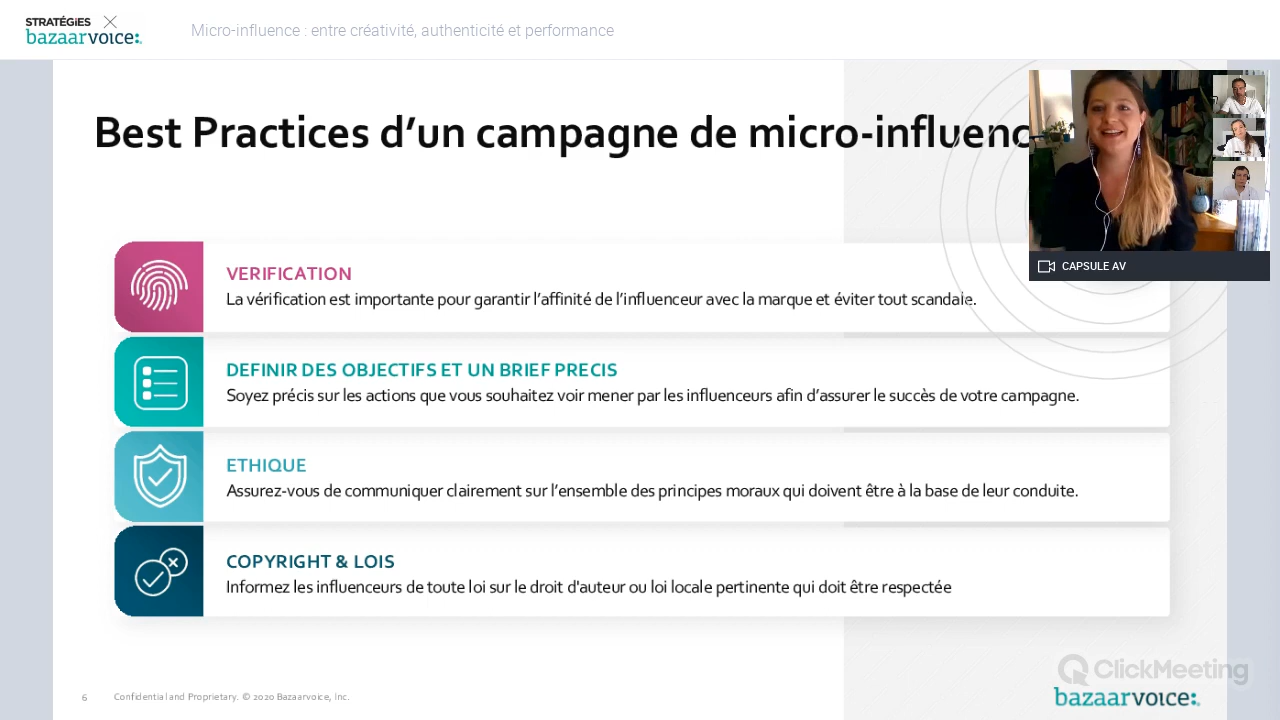 STRATÉGIES
bazaarvoice:
Micro-influence : entre créativité, authenticité et performance
Best Practices d’un campagne de micro-influenc
CAPSULE AV
VERIFICATION
La vérification est importante pour garantir l’affinité de l’influenceur avec la marque et éviter tout scandale.
DEFINIR DES OBJECTIFS ET UN BRIEF PRECIS
Soyez précis sur les actions que vous souhaitez voir mener par les influenceurs afin d’assurer le succès de votre campagne.
ETHIQUE
Assurez-vous de communiquer clairement sur l’ensemble des principes moraux qui doivent être à la base de leur conduite.
COPYRIGHT & LOIS
Informez les influenceurs de toute loi sur le droit d'auteur ou loi locale pertinente qui doit être respectée
ClickMeeting
bazaarvoice:
6 Confidential and Proprietary. © 2020 Bazaarvoice, Inc.